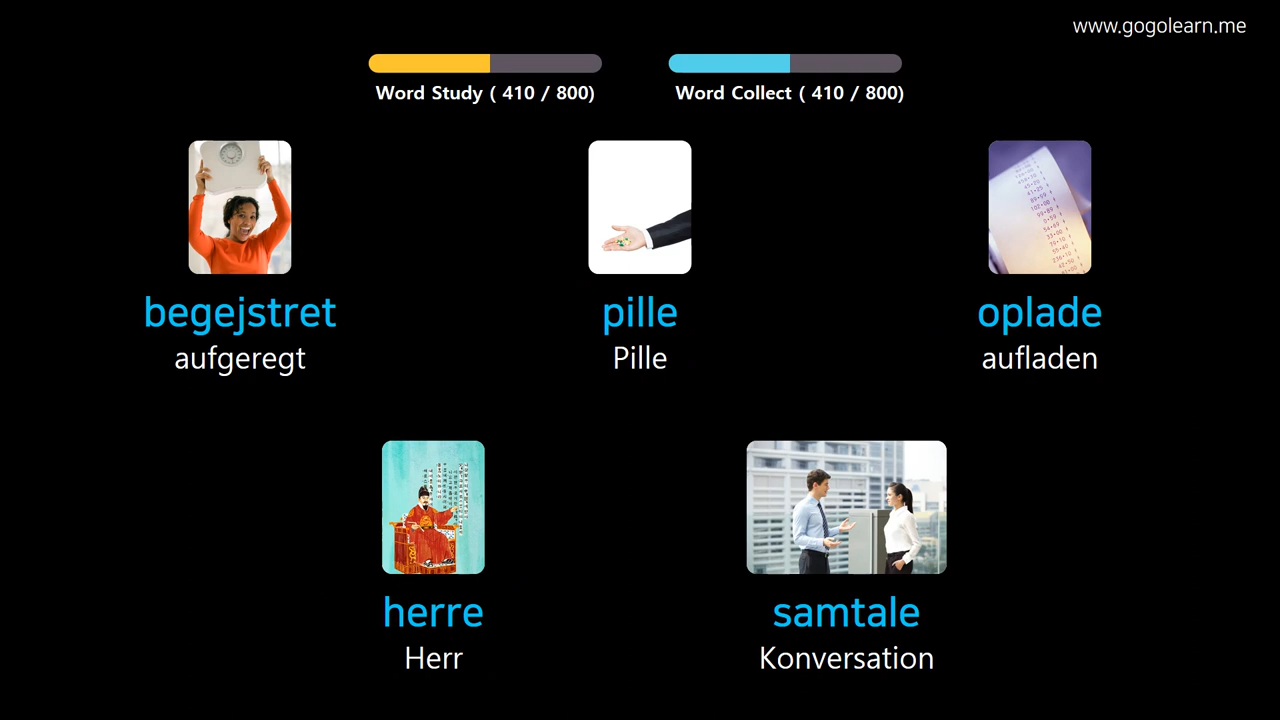 www.gogolearn.me
Word Study ( 410 / 800)
Word Collect ( 410 / 800)
begejstret
pille
oplade
aufgeregt
Pille
aufladen
herre
samtale
Herr
Konversation